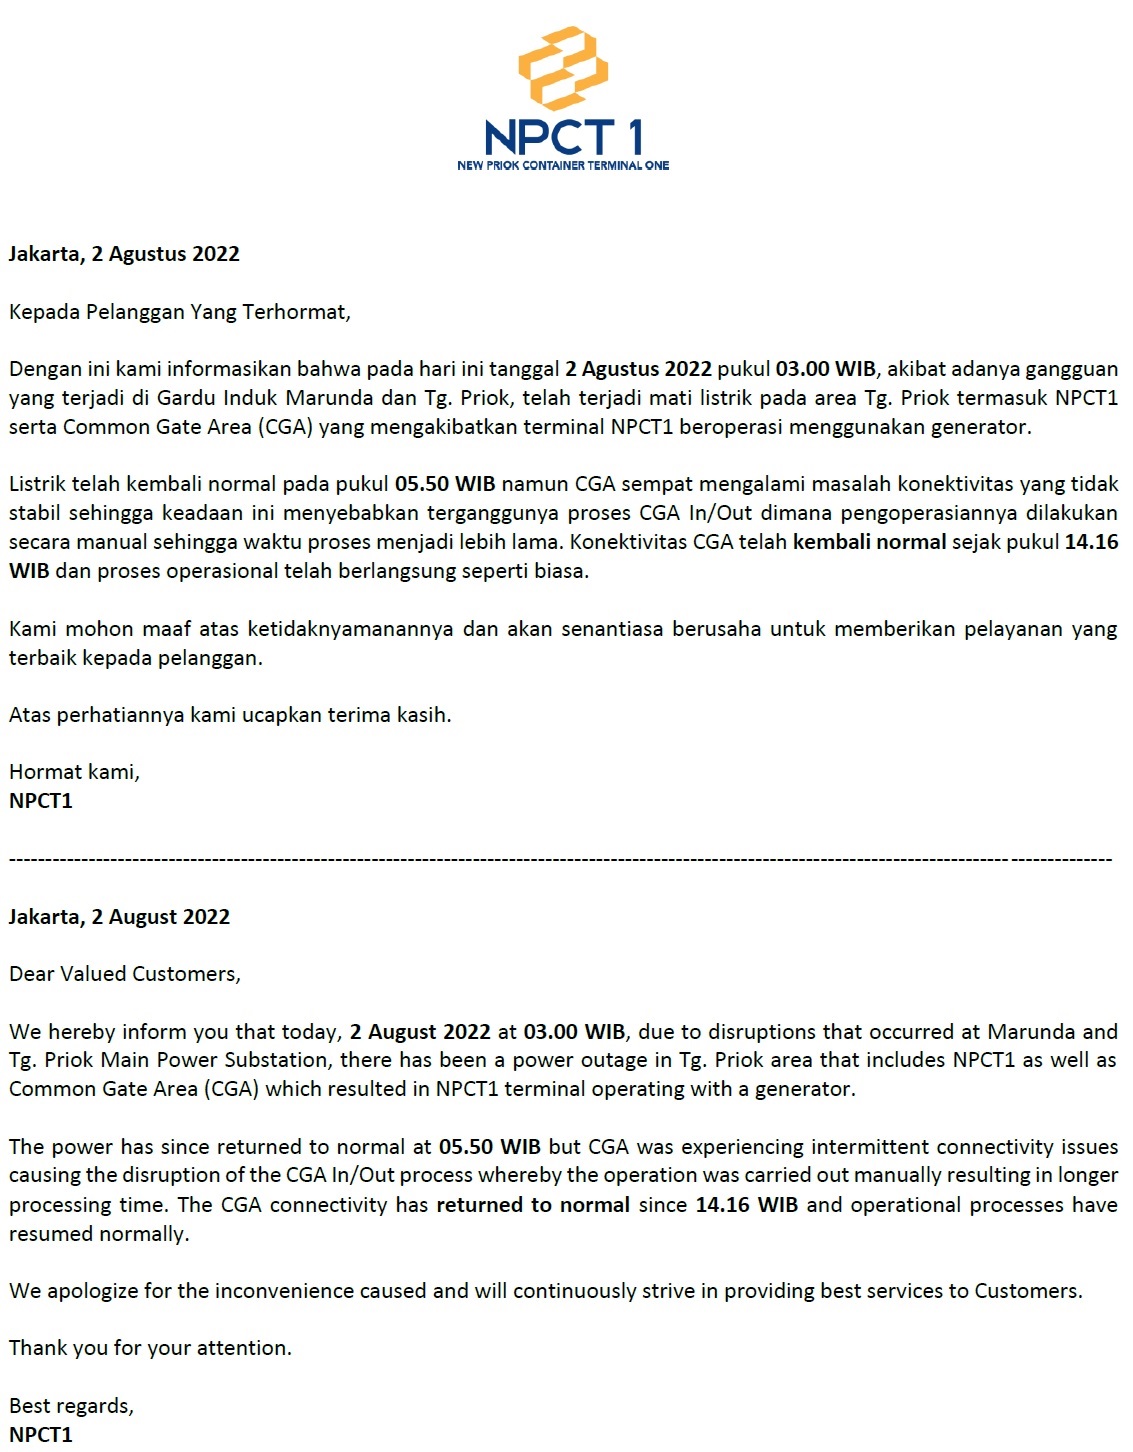 NPCT 1
NEW PRIOK CONTAINER TERMINAL ONE
Jakarta, 2 Agustus 2022
Kepada Pelanggan Yang Terhormat,
Dengan ini kami informasikan bahwa pada hari ini tanggal 2 Agustus 2022 pukul 03.00 WIB, akibat adanya gangguan
yang terjadi di Gardu Induk Marunda dan Tg. Priok, telah terjadi mati listrik pada area Tg. Priok termasuk NPCT1
serta Common Gate Area (CGA) yang mengakibatkan terminal NPCT1 beroperasi menggunakan generator.
Listrik telah kembali normal pada pukul 05.50 WIB namun CGA sempat mengalami masalah konektivitas yang tidak
stabil sehingga keadaan ini menyebabkan terganggunya proses CGA In/Out dimana pengoperasiannya dilakukan
secara manual sehingga waktu proses menjadi lebih lama. Konektivitas CGA telah kembali normal sejak pukul 14.16
WIB dan proses operasional telah berlangsung seperti biasa.
Kami mohon maaf atas ketidaknyamanannya dan akan senantiasa berusaha untuk memberikan pelayanan yang
terbaik kepada pelanggan.
Atas perhatiannya kami ucapkan terima kasih.
Hormat kami,
NPCT1
Jakarta, 2 August 2022
Dear Valued Customers,
We hereby inform you that today, 2 August 2022 at 03.00 WIB, due to disruptions that occurred at Marunda and
Tg. Priok Main Power Substation, there has been a power outage in Tg. Priok area that includes NPCT1 as well as
Common Gate Area (CGA) which resulted in NPCT1 terminal operating with a generator.
The power has since returned to normal at 05.50 WIB but CGA was experiencing intermittent connectivity issues
causing the disruption of the CGA In/Out process whereby the operation was carried out manually resulting in longer
processing time. The CGA connectivity has returned to normal since 14.16 WIB and operational processes have
resumed normally.
We apologize for the inconvenience caused and will continuously strive in providing best services to Customers.
Thank you for your attention.
Best regards,
NPCT1